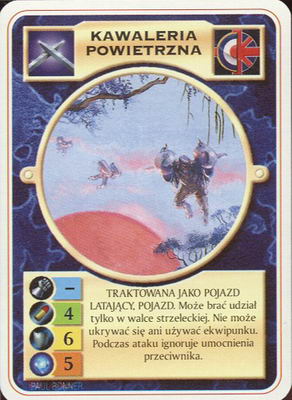 KAWALERIA
POWIETRZNA
–
4
6
5
TRAKTOWANA JAKO POJAZD
LATAJĄCY, POJAZD. Może brać udział
tylko w walce strzeleckiej. Nie może
ukrywać się ani używać ekwipunku.
Podczas ataku ignoruje umocnienia
przeciwnika.
PAUL BONNER